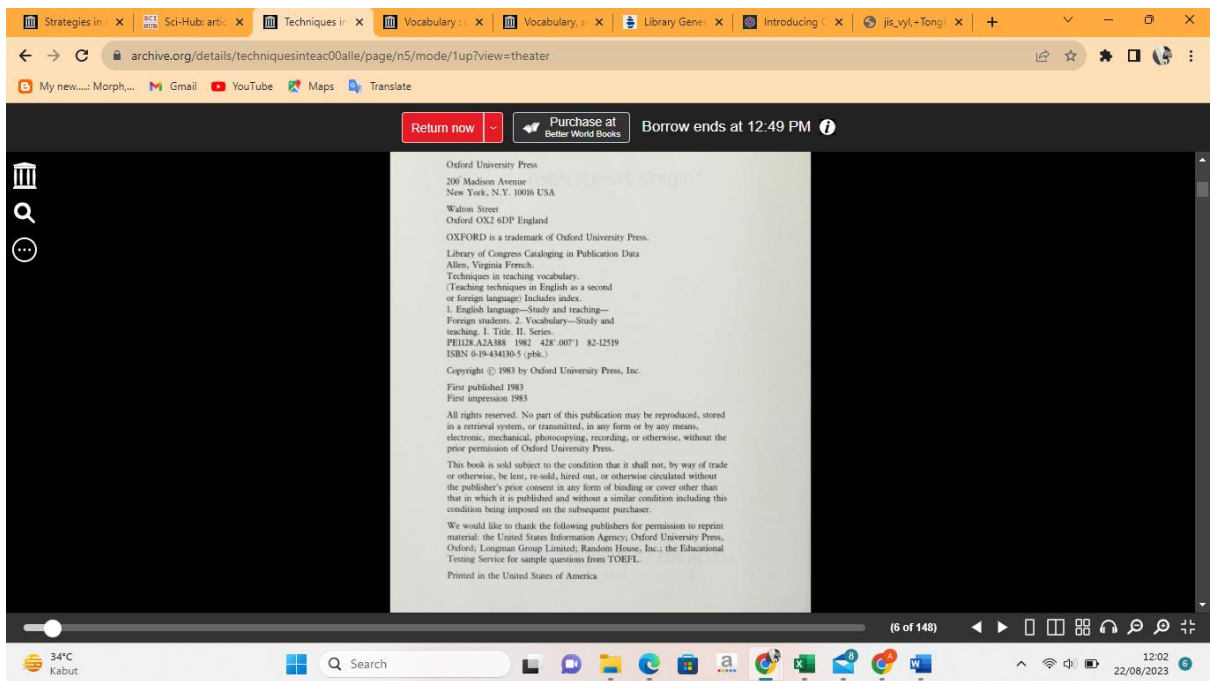 Strategies in
SCI HUB Sci-Hub: artic
Techniques in
Vocabulary : c
Vocabulary, s
Library Gene
Introducing C
jis_vyl,+Tongl
archive.org/details/techniquesinteac00alle/page/n5/mode/1up?view=theater
My new.....: Morph,... Gmail YouTube Maps Translate
Return now Purchase at Borrow ends at 12:49 PM
Better World Books
Oxford University Press
200 Madison Avenue
New York, N.Y. 10016 USA
Walton Street
Oxford OX2 6DP England
OXFORD is a trademark of Oxford University Press.
Library of Congress Cataloging in Publication Data
Allen, Virginia French.
Techniques in teaching vocabulary.
(Teaching techniques in English as a second
or foreign language) Includes index.
1. English language—Study and teaching—
Foreign students. 2. Vocabulary—Study and
teaching. I. Title. II. Series.
PE1128.A2A388 1982 428'.007'1 82-12519
ISBN 0-19-434130-5 (pbk.)
Copyright © 1983 by Oxford University Press, Inc.
First published 1983
First impression 1983
All rights reserved. No part of this publication may be reproduced, stored
in a retrieval system, or transmitted, in any form or by any means,
electronic, mechanical, photocopying, recording, or otherwise, without the
prior permission of Oxford University Press.
This book is sold subject to the condition that it shall not, by way of trade
or otherwise, be lent, re-sold, hired out, or otherwise circulated without
the publisher's prior consent in any form of binding or cover other than
that in which it is published and without a similar condition including this
condition being imposed on the subsequent purchaser.
We would like to thank the following publishers for permission to reprint
material: the United States Information Agency; Oxford University Press,
Oxford; Longman Group Limited; Random House, Inc.; the Educational
Testing Service for sample questions from TOEFL.
Printed in the United States of America
(6 of 148)
34°C
Kabut
Search
8
12:02
22/08/2023
6